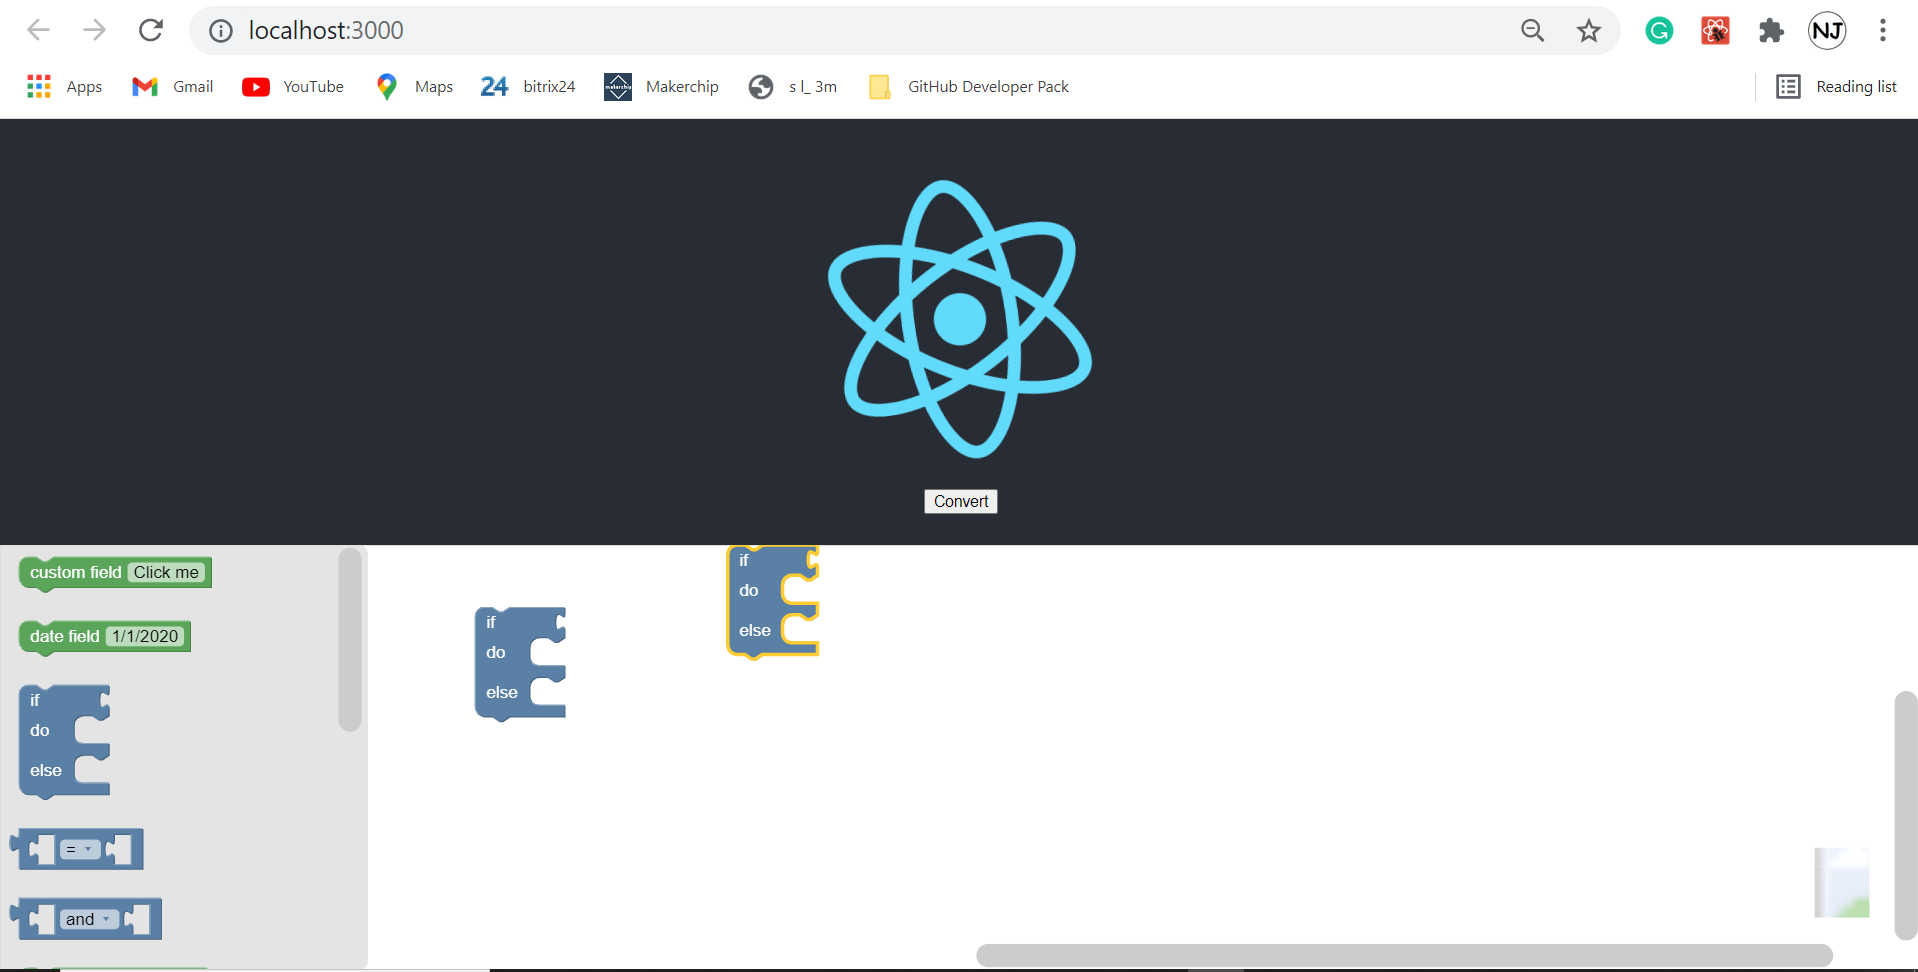 localhost:3000
NJ
Apps Gmail YouTube Maps 24 bitrix24 Makerchip s l_ 3m GitHub Developer Pack Reading list
Convert
custom field Click me
date field 1/1/2020
if
do
else
=
and
if
do
else
if
do
else